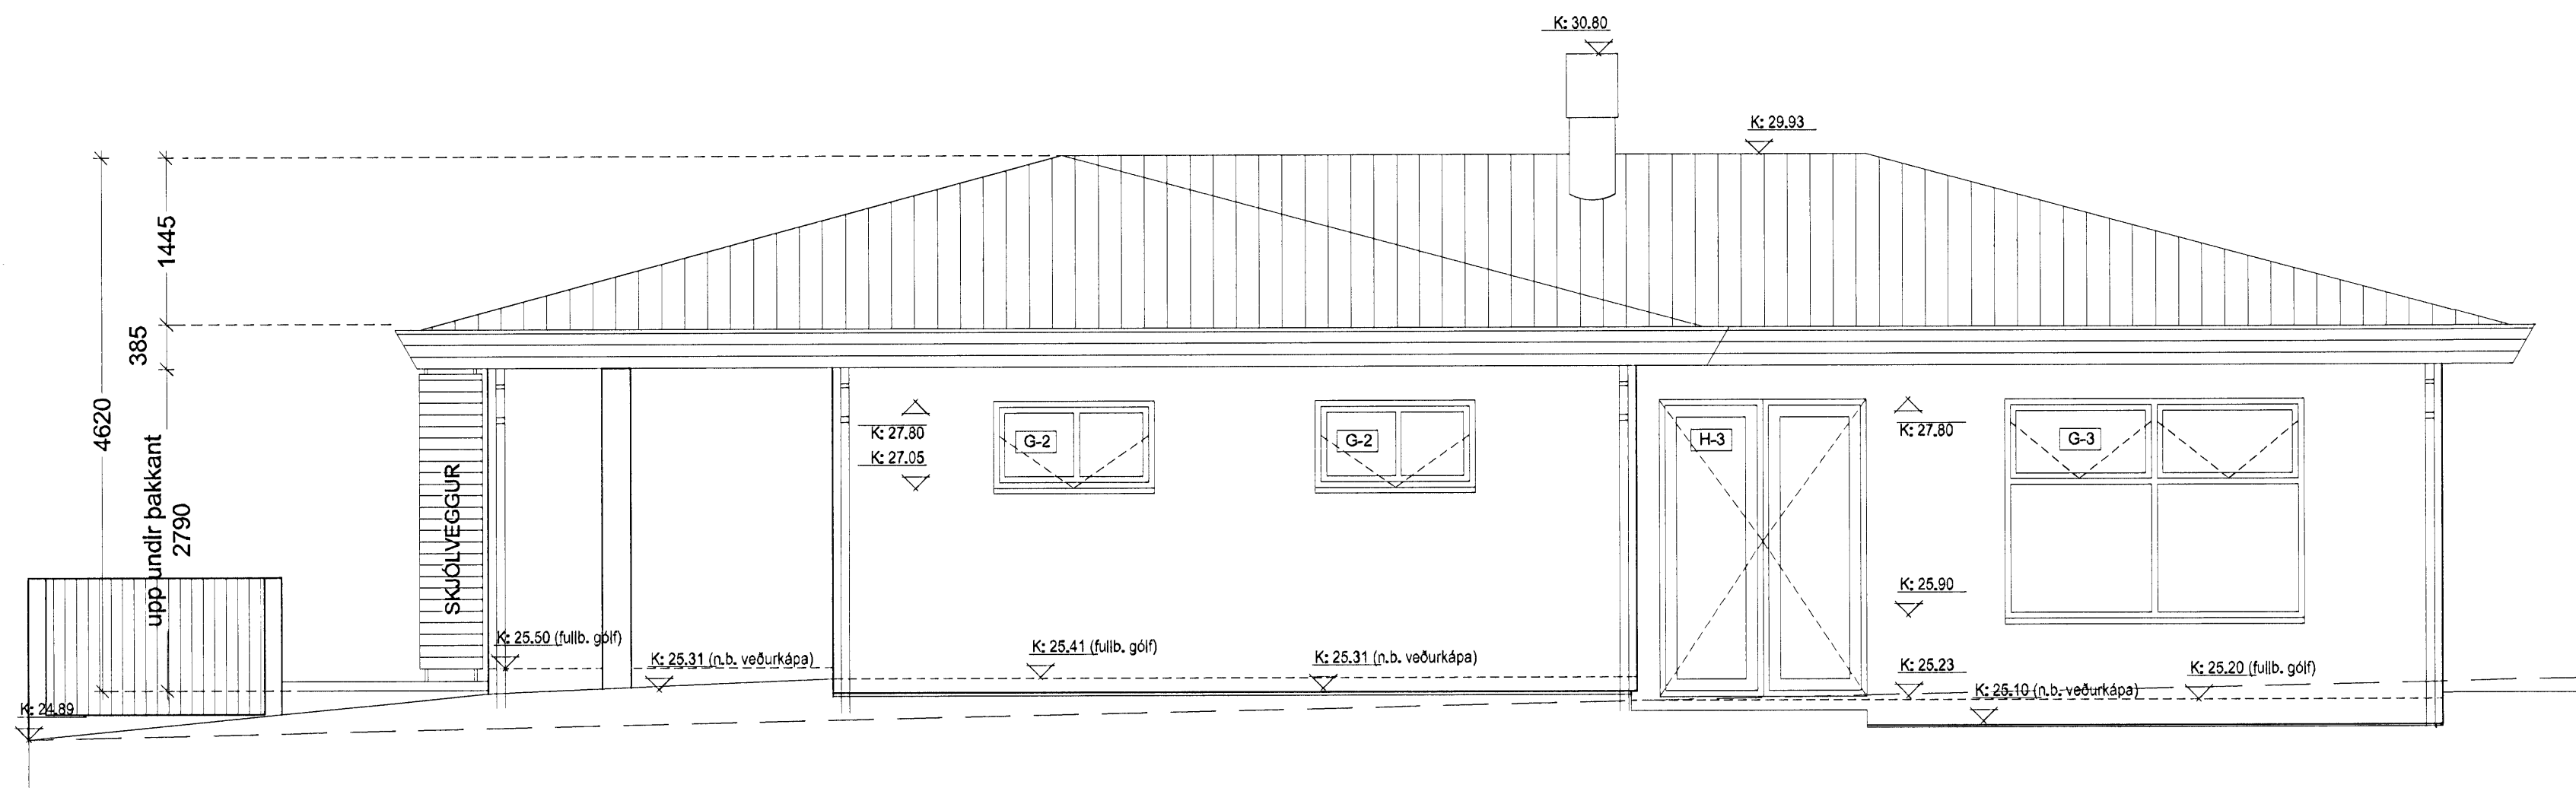 K: 30.80
K: 29.93
1445
385
4620
upp undir þakkant
2790
SKJÓLVEGGUR
K: 27.80
K: 27.05
G-2
G-2
H-3
K: 27.80
G-3
K: 25.90
K: 25.50 (fullb. gólf)
K: 25.31 (n.b. veðurkápa)
K: 25.41 (fullb. gólf)
K: 25.31 (n.b. veðurkápa)
K: 25.23
K: 25.20 (fullb. gólf)
K: 25.10 (n.b. veðurkápa)
K: 24.89